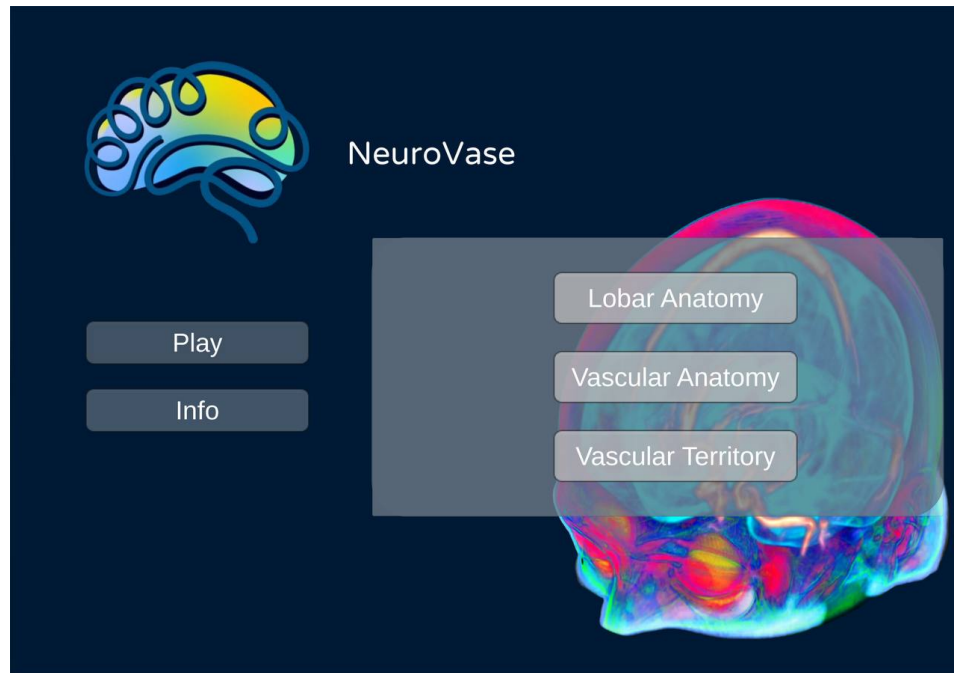 NeuroVase
Play
Info
Lobar Anatomy
Vascular Anatomy
Vascular Territory